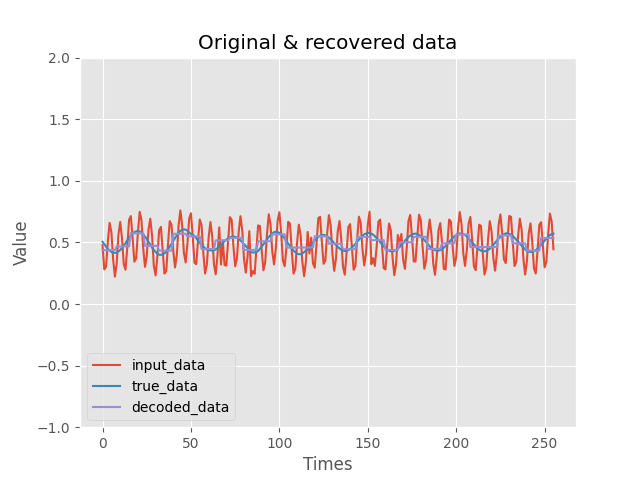 Original & recovered data
2.0
1.5
1.0
0.5
0.0
−0.5
−1.0
Value
input_data
true_data
decoded_data
0 50 100 150 200 250
Times